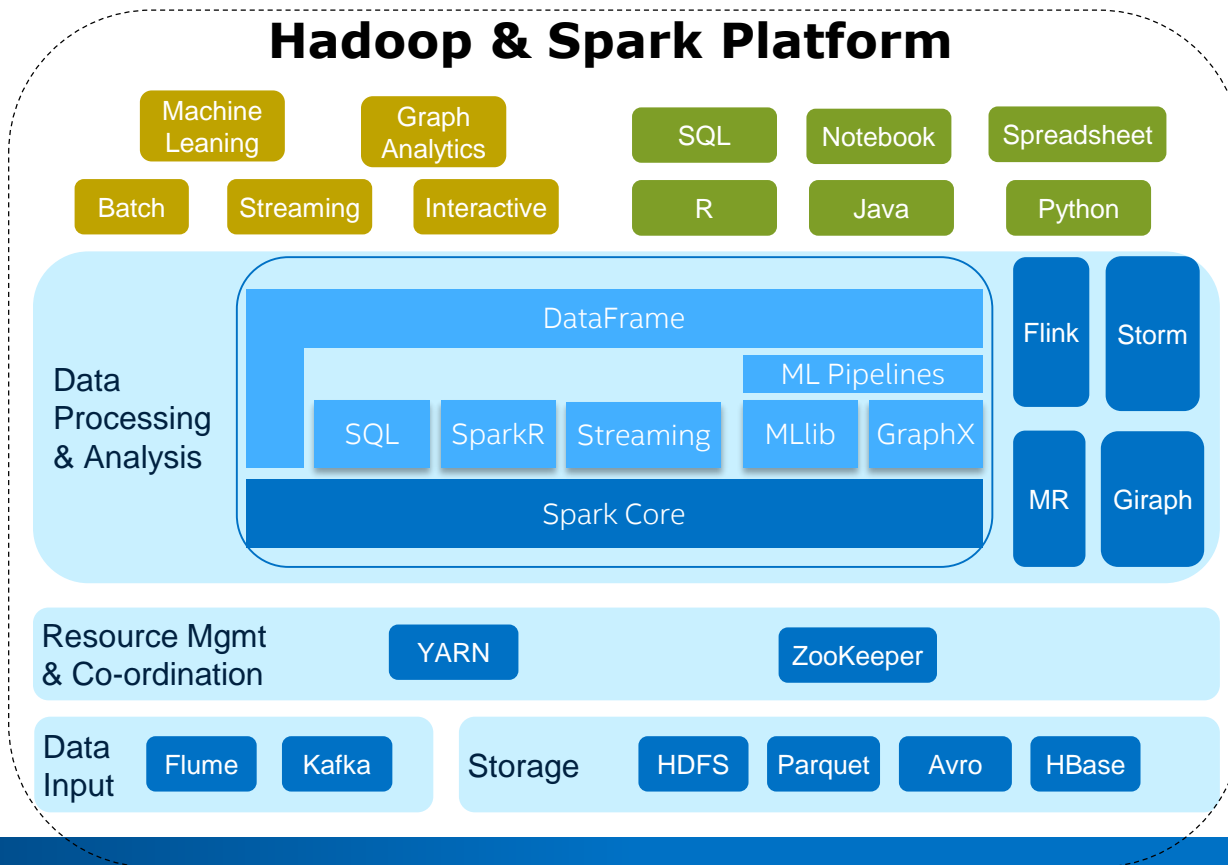 Hadoop & Spark Platform
Machine
Leaning
Graph
Analytics
SQL
Notebook
Spreadsheet
Batch
Streaming
Interactive
R
Java
Python
Data
Processing
& Analysis
DataFrame
ML Pipelines
SQL
SparkR
Streaming
MLlib
GraphX
Spark Core
Flink
Storm
MR
Giraph
Resource Mgmt
& Co-ordination
YARN
ZooKeeper
Data
Input
Flume
Kafka
Storage
HDFS
Parquet
Avro
HBase